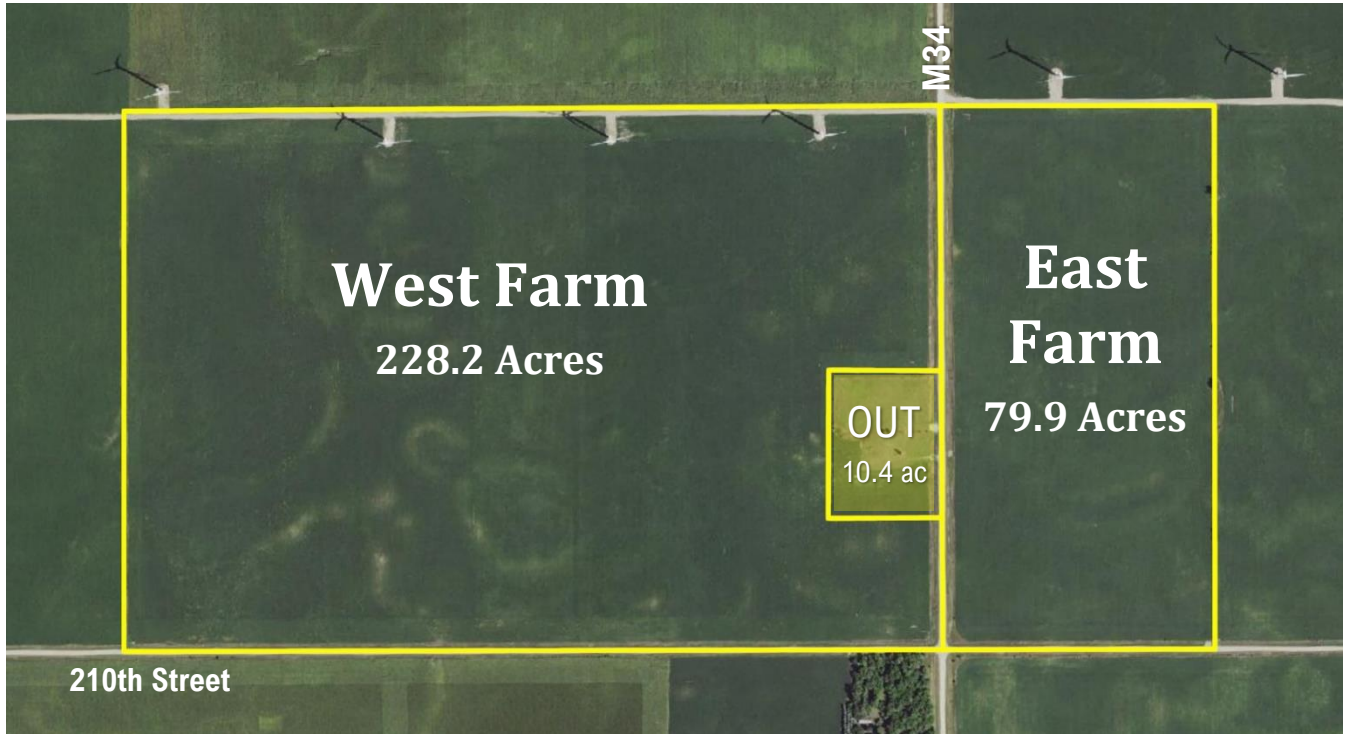 M34
West Farm
228.2 Acres
East
Farm
79.9 Acres
OUT
10.4 ac
210th Street